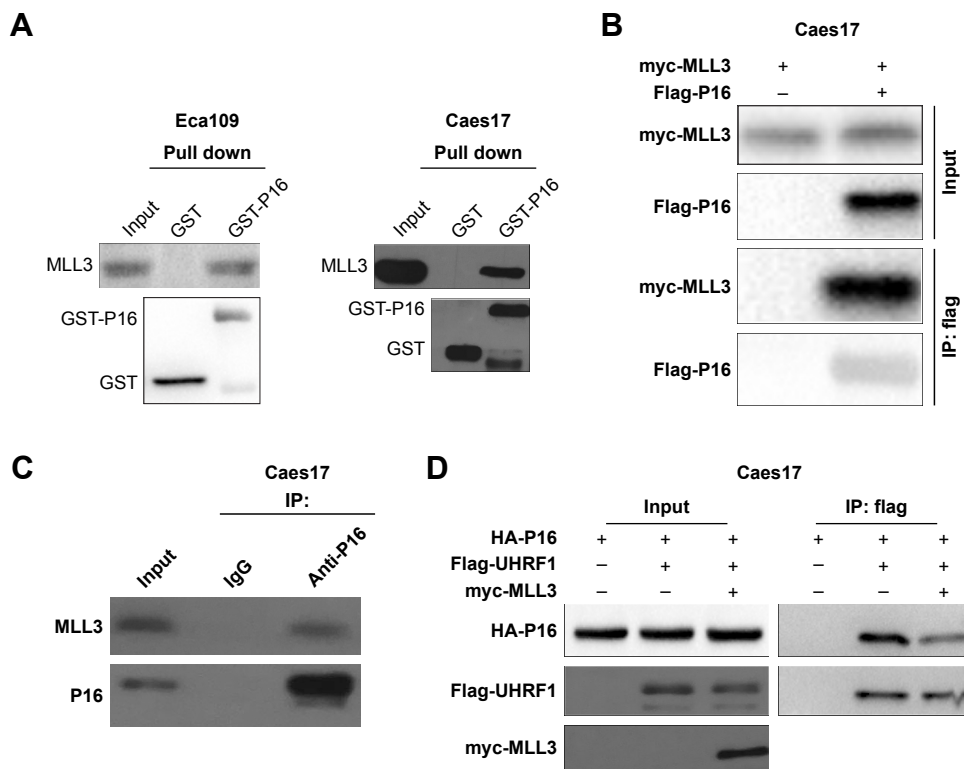 A
Eca109
Pull down
Input GST GST-P16
MLL3
GST-P16
GST
Caes17
Pull down
Input GST GST-P16
MLL3
GST-P16
GST
B
Caes17
myc-MLL3 + +
Flag-P16 – +
myc-MLL3
Flag-P16
Input
myc-MLL3
Flag-P16
IP: flag
C
Caes17
IP:
Input IgG Anti-P16
MLL3
P16
D
Caes17
Input IP: flag
HA-P16 + + + + + +
Flag-UHRF1 – + + – + +
myc-MLL3 – – + – – +
HA-P16
Flag-UHRF1
myc-MLL3